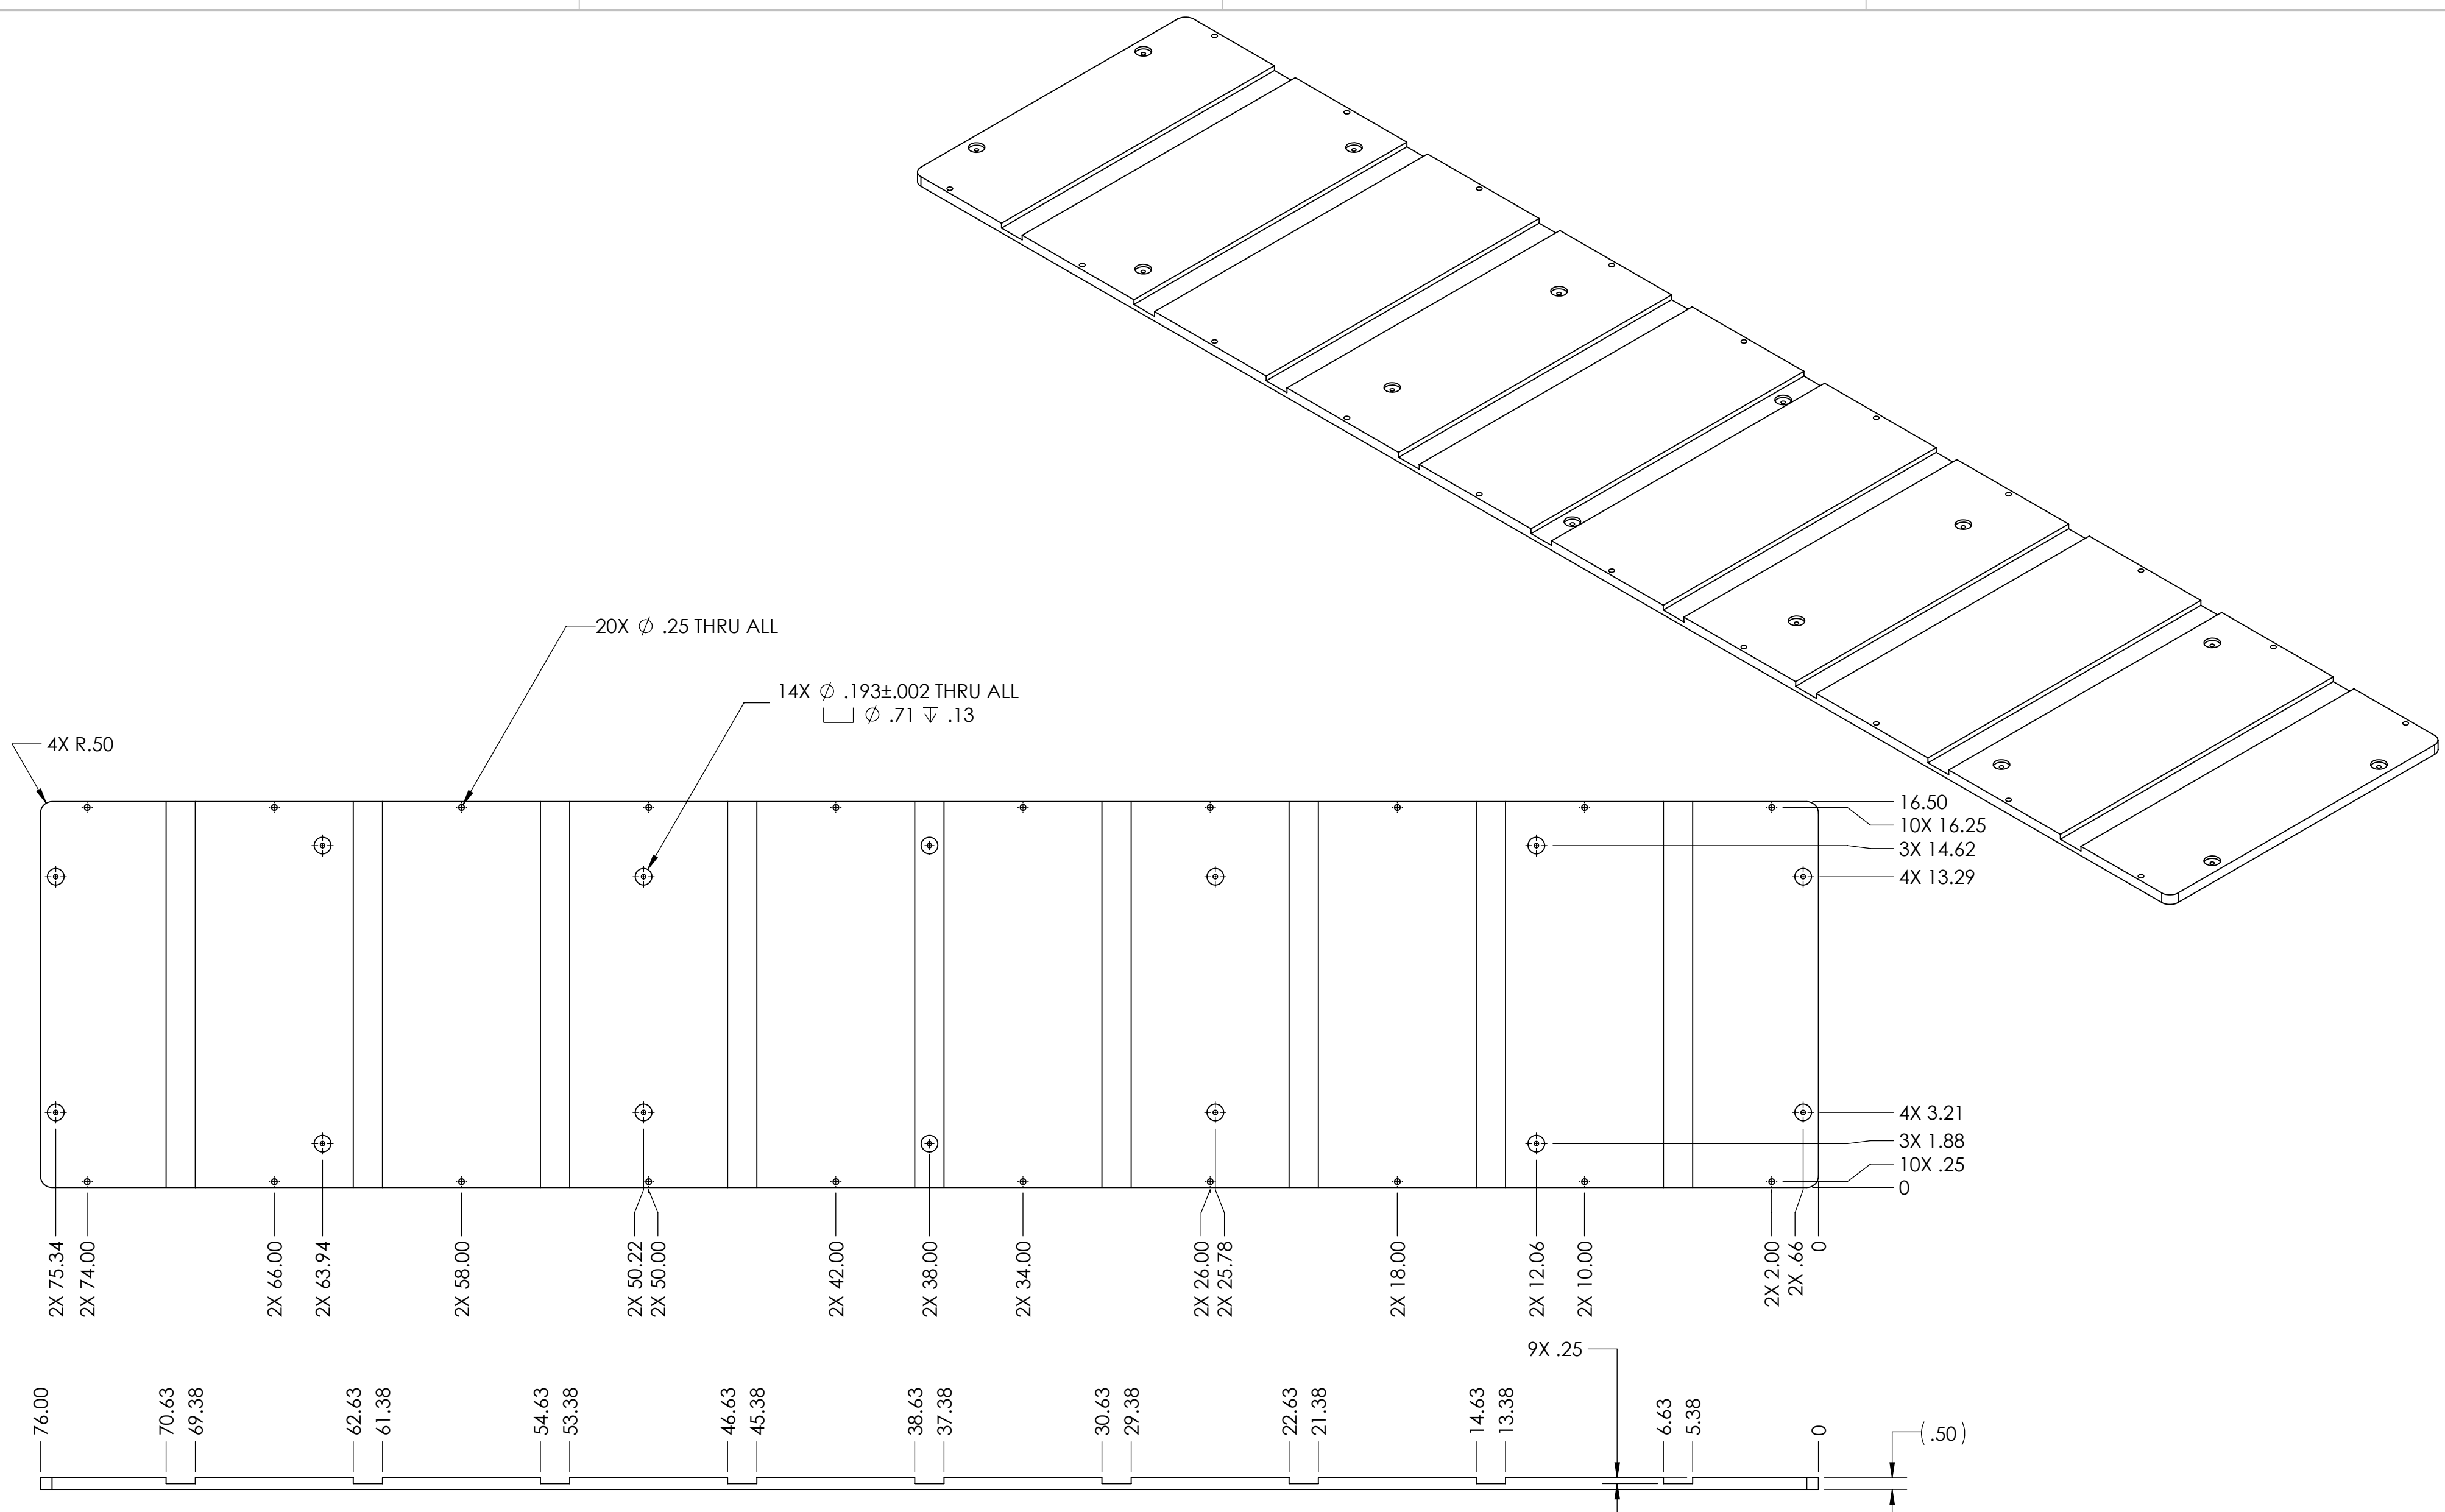 20X ∅ .25 THRU ALL
14X ∅ .193±.002 THRU ALL
⌴ ∅ .71 ↧ .13
4X R.50
16.50
10X 16.25
3X 14.62
4X 13.29
4X 3.21
3X 1.88
10X .25
0
2X 75.34
2X 74.00
2X 66.00
2X 63.94
2X 58.00
2X 50.22
2X 50.00
2X 42.00
2X 38.00
2X 34.00
2X 26.00
2X 25.78
2X 18.00
2X 12.06
2X 10.00
2X 2.00
2X .66
0
9X .25
76.00
70.63
69.38
62.63
61.38
54.63
53.38
46.63
45.38
38.63
37.38
30.63
29.38
22.63
21.38
14.63
13.38
6.63
5.38
0
(.50)